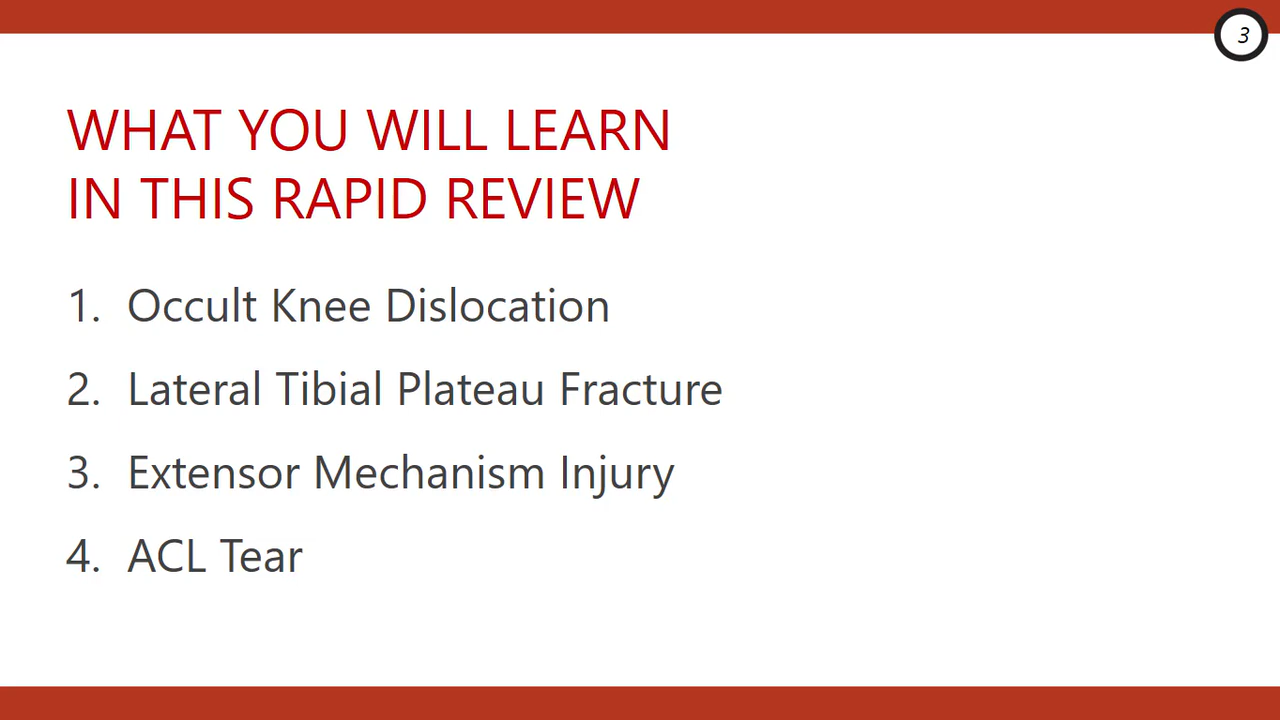 3
WHAT YOU WILL LEARN
IN THIS RAPID REVIEW
1. Occult Knee Dislocation
2. Lateral Tibial Plateau Fracture
3. Extensor Mechanism Injury
4. ACL Tear